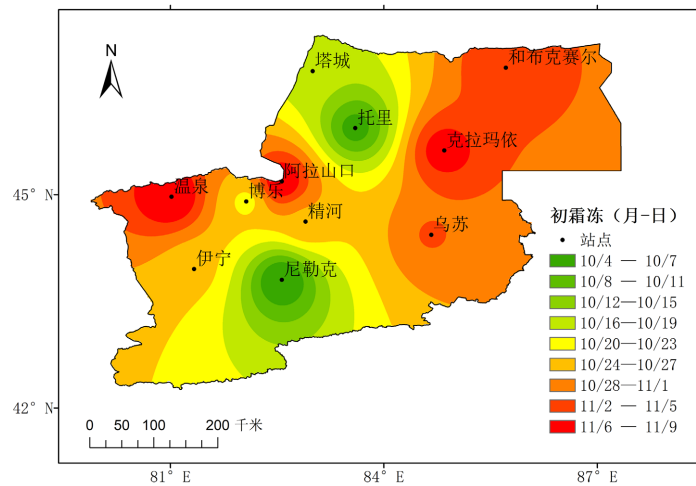 N
塔城
和布克赛尔
托里
克拉玛依
阿拉山口
温泉
博乐
精河
乌苏
伊宁
尼勒克
45° N
42° N
81° E
84° E
87° E
0 50 100 200 千米
初霜冻（月-日）
站点
10/4 — 10/7
10/8 — 10/11
10/12—10/15
10/16—10/19
10/20—10/23
10/24—10/27
10/28—11/1
11/2 — 11/5
11/6 — 11/9